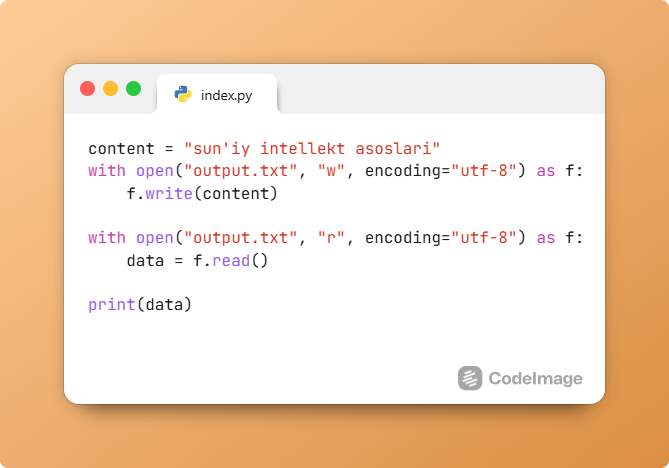 index.py
content = "sun'iy intellekt asoslari"
with open("output.txt", "w", encoding="utf-8") as f:
    f.write(content)

with open("output.txt", "r", encoding="utf-8") as f:
    data = f.read()

print(data)
CodeImage